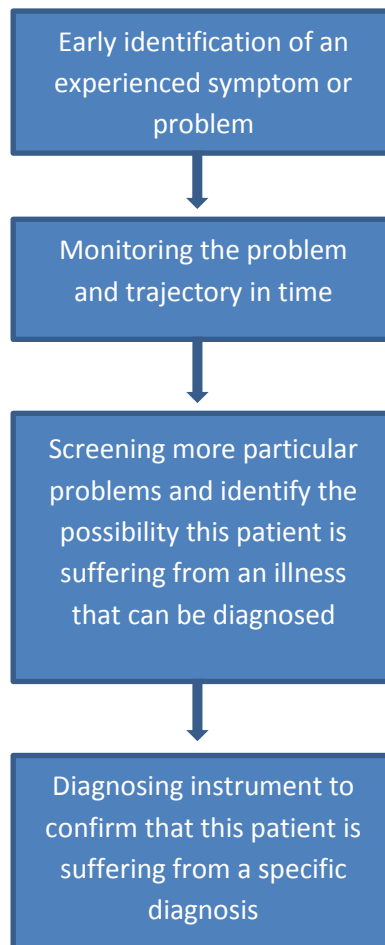 Early identification of an
experienced symptom or
problem
Monitoring the problem
and trajectory in time
Screening more particular
problems and identify the
possibility this patient is
suffering from an illness
that can be diagnosed
Diagnosing instrument to
confirm that this patient is
suffering from a specific
diagnosis